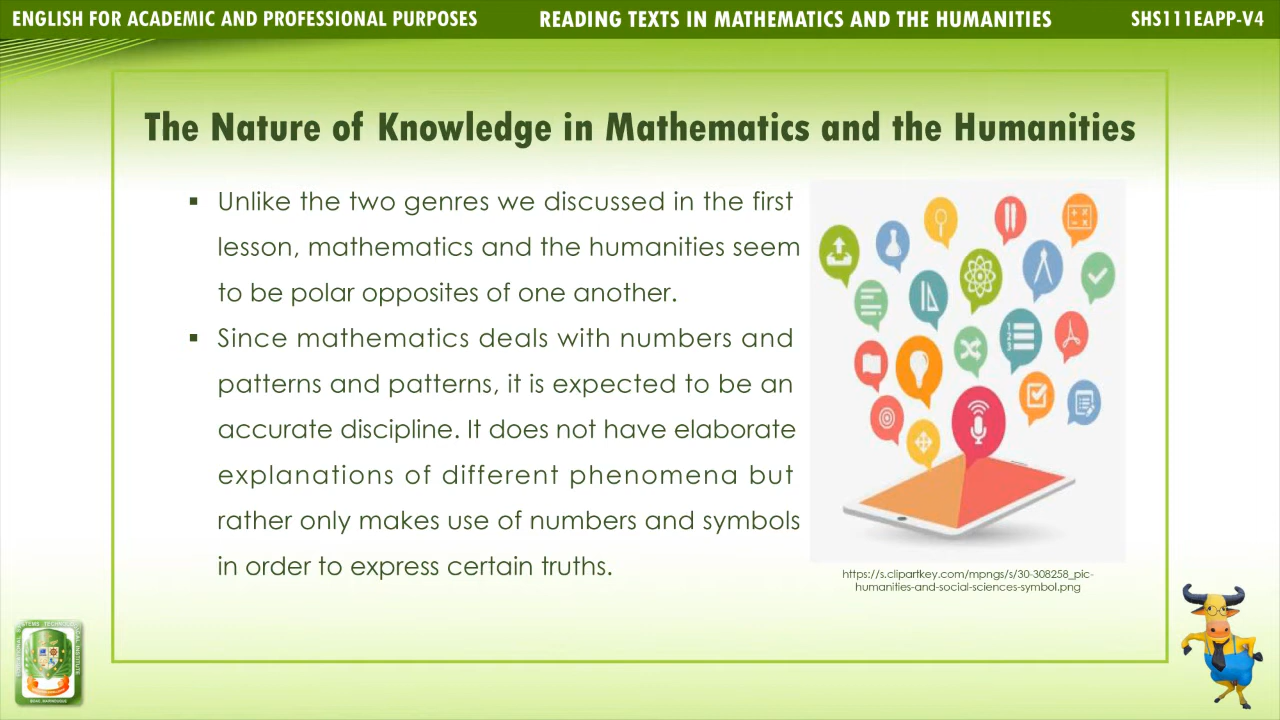 ENGLISH FOR ACADEMIC AND PROFESSIONAL PURPOSES
READING TEXTS IN MATHEMATICS AND THE HUMANITIES
SHS111EAPP-V4
The Nature of Knowledge in Mathematics and the Humanities
▪ Unlike the two genres we discussed in the first
lesson, mathematics and the humanities seem
to be polar opposites of one another.
▪ Since mathematics deals with numbers and
patterns and patterns, it is expected to be an
accurate discipline. It does not have elaborate
explanations of different phenomena but
rather only makes use of numbers and symbols
in order to express certain truths.
https://s.clipartkey.com/mpngs/s/30-308258_pic-
humanities-and-social-sciences-symbol.png